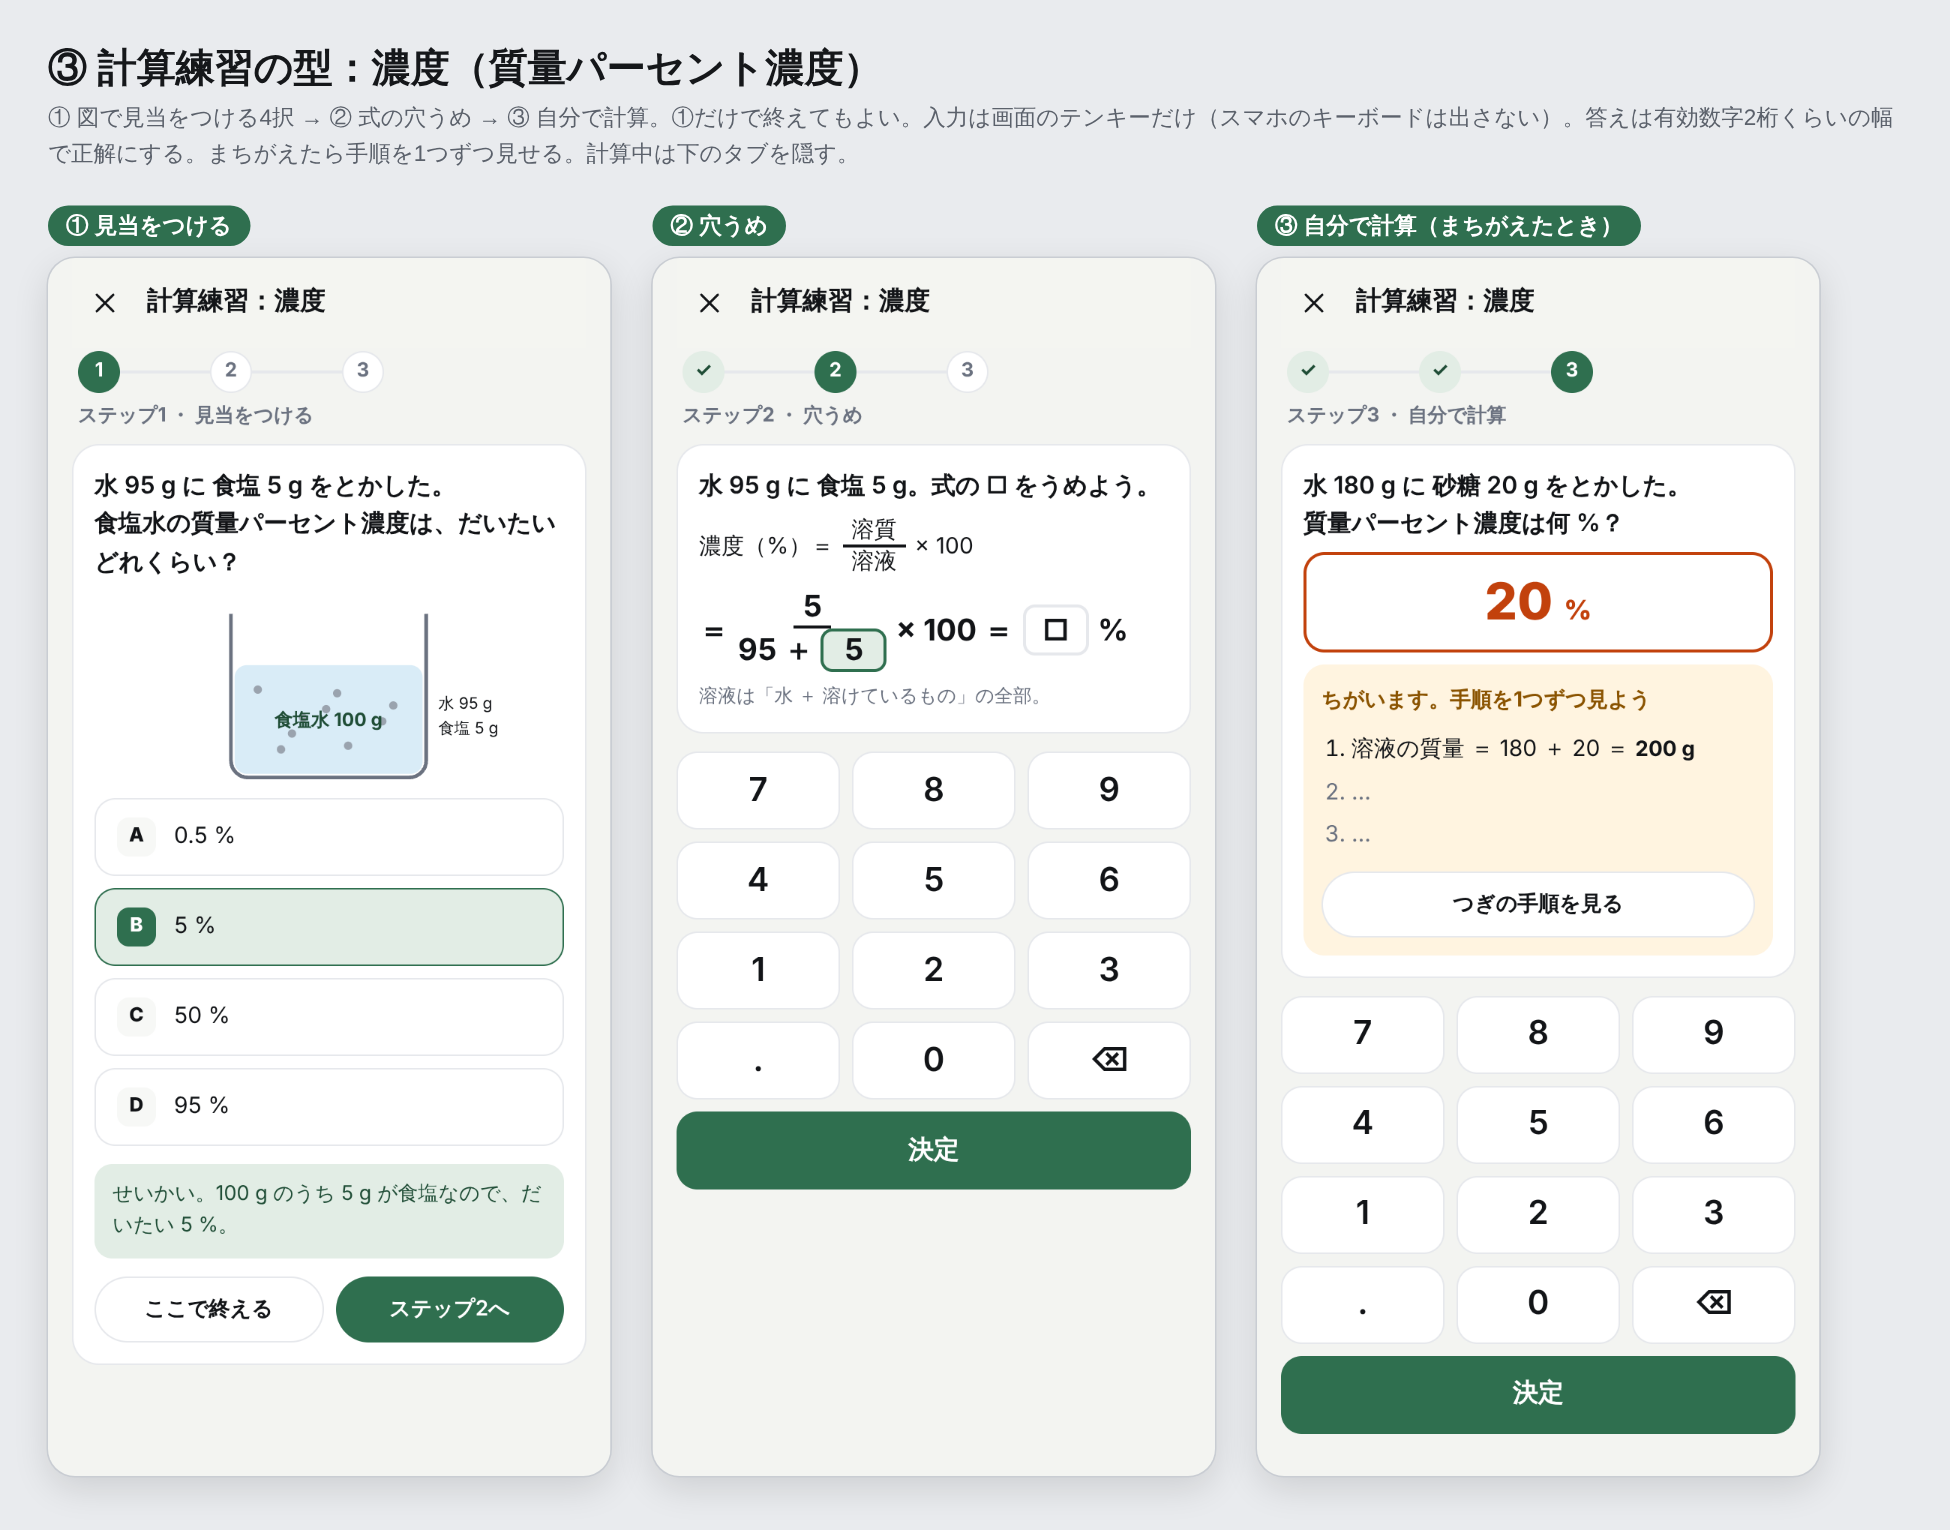 ③ 計算練習の型：濃度（質量パーセント濃度）
① 図で見当をつける4択 → ② 式の穴うめ → ③ 自分で計算。①だけで終えてもよい。入力は画面のテンキーだけ（スマホのキーボードは出さない）。答えは有効数字2桁くらいの幅
で正解にする。まちがえたら手順を1つずつ見せる。計算中は下のタブを隠す。
① 見当をつける
× 計算練習：濃度
1 2 3
ステップ1 · 見当をつける
水 95 g に 食塩 5 g をとかした。
食塩水の質量パーセント濃度は、だいたい
どれくらい？
食塩水 100 g
水 95 g
食塩 5 g
A 0.5 %
B 5 %
C 50 %
D 95 %
せいかい。100 g のうち 5 g が食塩なので、だ
いたい 5 %。
ここで終える ステップ2へ
② 穴うめ
× 計算練習：濃度
✓ 2 3
ステップ2 · 穴うめ
水 95 g に 食塩 5 g。式の □ をうめよう。
溶質
濃度（%）＝ × 100
溶液
5
＝ × 100 ＝ □ %
95 ＋ 5
溶液は「水 ＋ 溶けているもの」の全部。
7 8 9
4 5 6
1 2 3
. 0 ⌫
決定
③ 自分で計算（まちがえたとき）
× 計算練習：濃度
✓ ✓ 3
ステップ3 · 自分で計算
水 180 g に 砂糖 20 g をとかした。
質量パーセント濃度は何 %？
20 %
ちがいます。手順を1つずつ見よう
1. 溶液の質量 ＝ 180 ＋ 20 ＝ 200 g
2. …
3. …
つぎの手順を見る
7 8 9
4 5 6
1 2 3
. 0 ⌫
決定